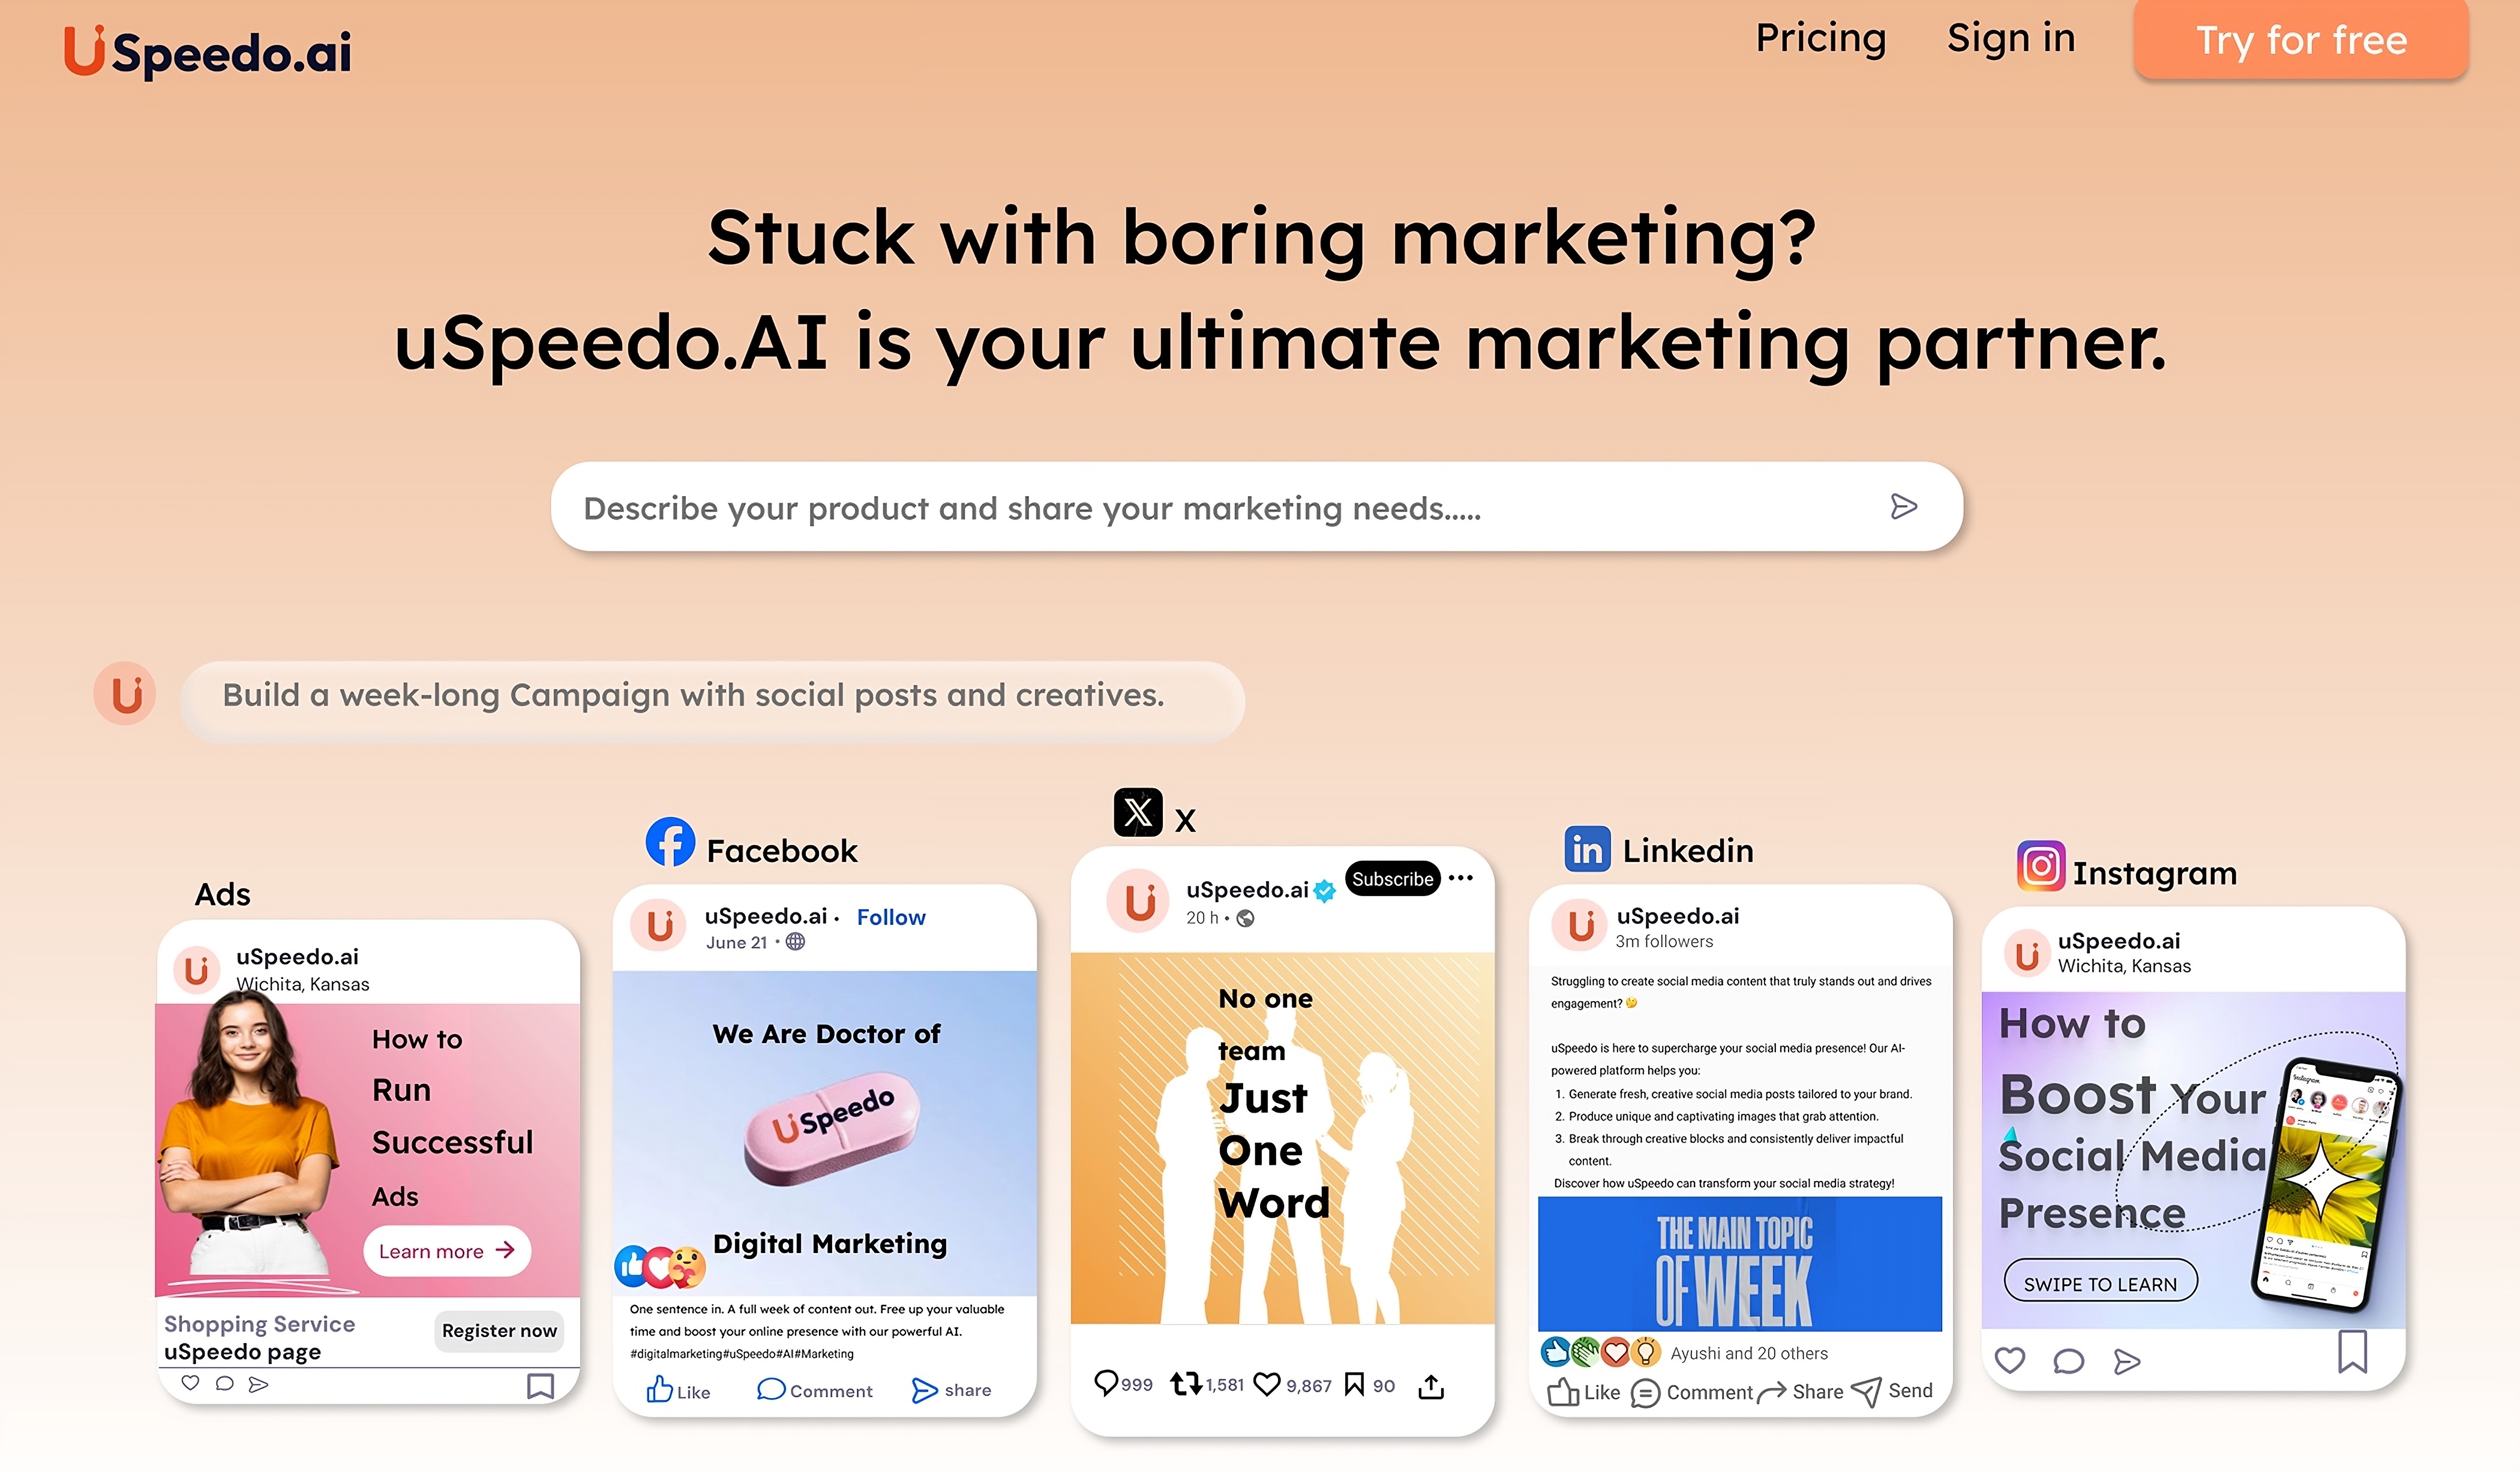 uSpeedo.ai
Pricing
Sign in
Try for free
Stuck with boring marketing?
uSpeedo.AI is your ultimate marketing partner.
Describe your product and share your marketing needs.....
Build a week-long Campaign with social posts and creatives.
Ads
uSpeedo.ai
Wichita, Kansas
How to
Run
Successful
Ads
Learn more
Shopping Service
uSpeedo page
Register now
Facebook
uSpeedo.ai · Follow
June 21 ·
We Are Doctor of
uSpeedo
Digital Marketing
One sentence in. A full week of content out. Free up your valuable
time and boost your online presence with our powerful AI.
#digitalmarketing#uSpeedo#AI#Marketing
Like
Comment
share
X
uSpeedo.ai
Subscribe
20 h •
No one
team
Just
One
Word
999
1,581
9,867
90
Linkedin
uSpeedo.ai
3m followers
Struggling to create social media content that truly stands out and drives
engagement? 🤔
uSpeedo is here to supercharge your social media presence! Our AI-
powered platform helps you:
1. Generate fresh, creative social media posts tailored to your brand.
2. Produce unique and captivating images that grab attention.
3. Break through creative blocks and consistently deliver impactful
content.
Discover how uSpeedo can transform your social media strategy!
THE MAIN TOPIC
OF WEEK
Ayushi and 20 others
Like
Comment
Share
Send
Instagram
uSpeedo.ai
Wichita, Kansas
How to
Boost Your
Social Media
Presence
SWIPE TO LEARN
Instagram